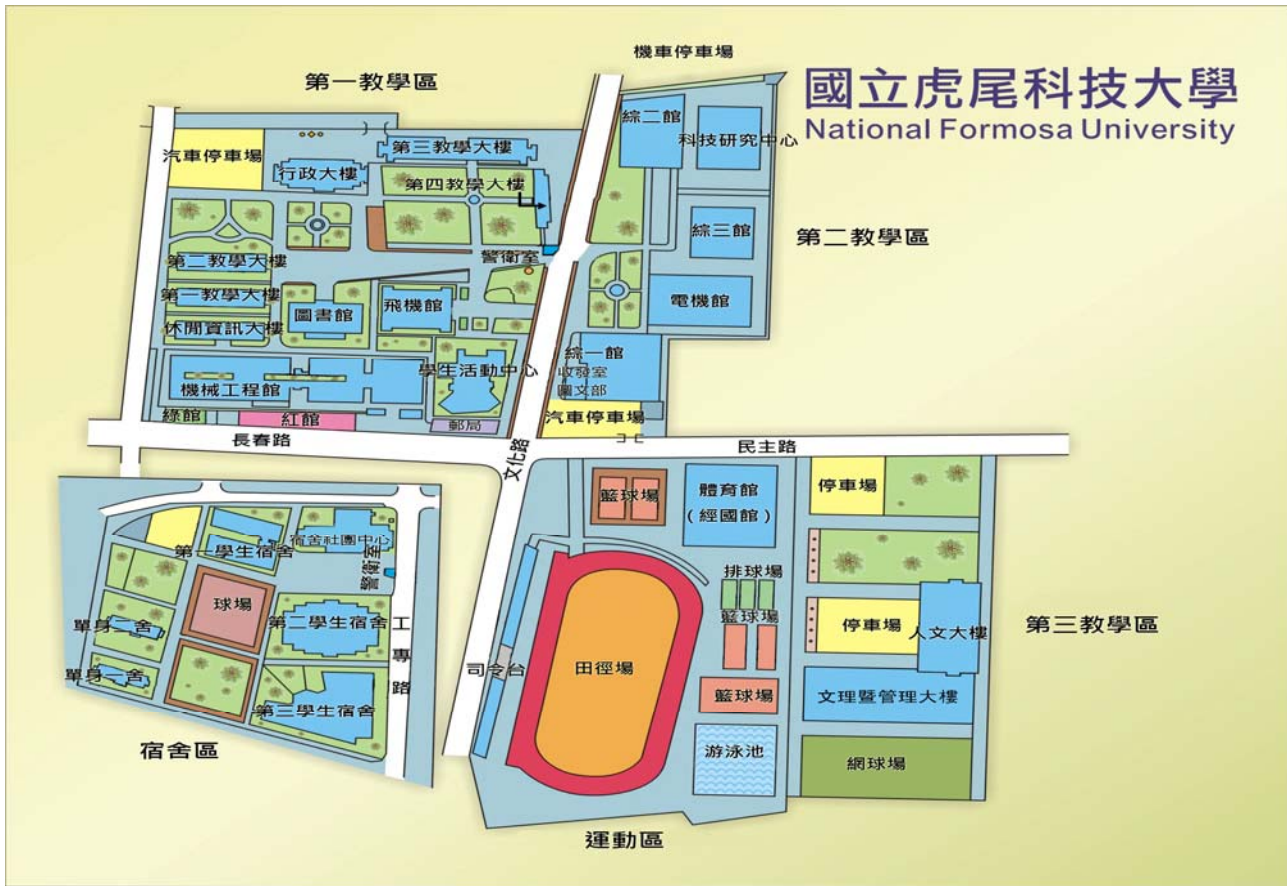 機車停車場
第一教學區
國立虎尾科技大學
National Formosa University
綜二館
科技研究中心
第三教學大樓
汽車停車場
行政大樓
第四教學大樓
綜三館
第二教學區
警衛室
第二教學大樓
第一教學大樓
圖書館
飛機館
電機館
休閒資訊大樓
綜一館
收發室
圖文部
學生活動中心
機械工程館
綠館
紅館
郵局
汽車停車場
長春路
文化路
民主路
籃球場
體育館
(經國館)
停車場
第一學生宿舍
宿舍社團中心
警衛室
排球場
球場
籃球場
單身二舍
第二學生宿舍
工專路
停車場
人文大樓
第三教學區
司令台
田徑場
單身一舍
第三學生宿舍
籃球場
文理暨管理大樓
宿舍區
游泳池
網球場
運動區